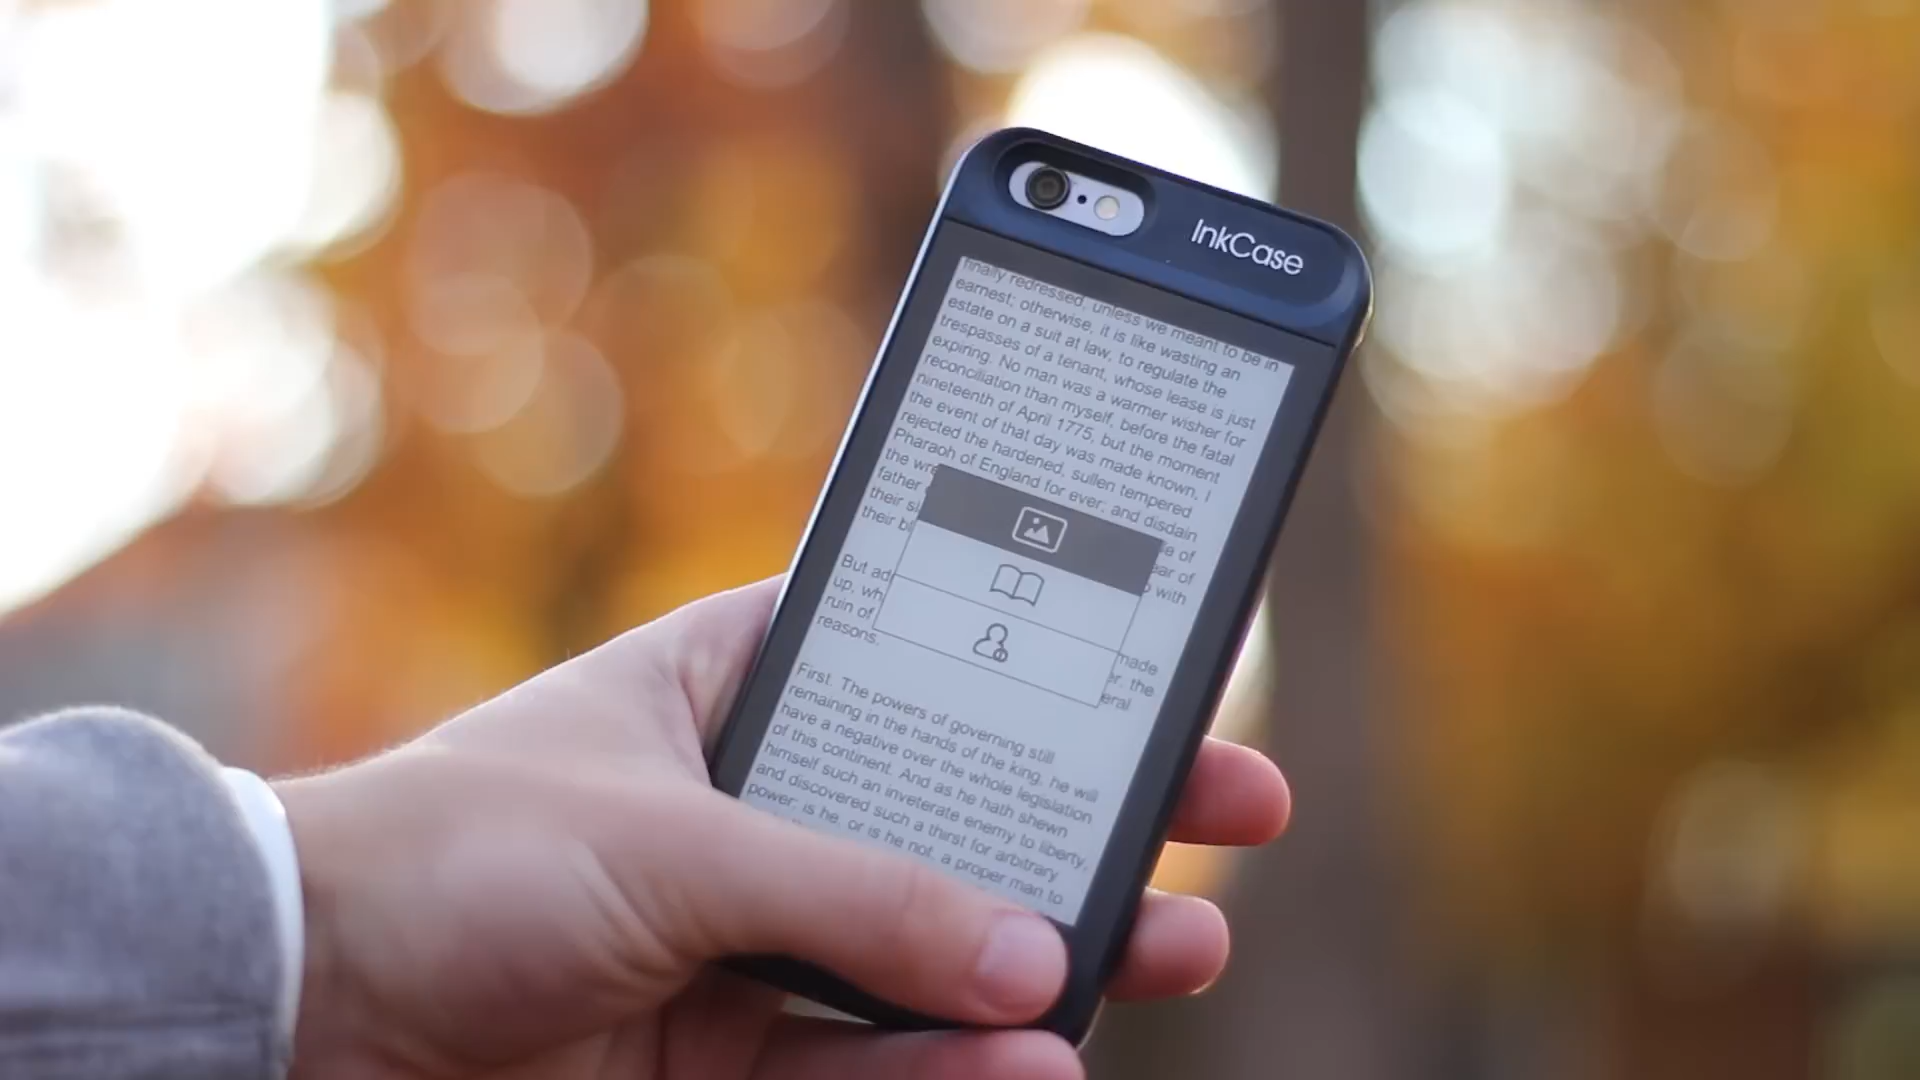 InkCase
finally redressed, unless we meant to be in
earnest; otherwise, it is like wasting an
estate on a suit at law, to regulate the
trespasses of a tenant, whose lease is just
expiring. No man was a warmer wisher for
reconciliation than myself, before the fatal
nineteenth of April 1775, but the moment
the event of that day was made known, I
rejected the hardened, sullen tempered
Pharaoh of England for ever; and disdain
the of
father of
their with
their
But made
up, the
ruin of
reasons.
First. The powers of governing still
remaining in the hands of the king, he will
have a negative over the whole legislation
of this continent. And as he hath shewn
himself such an inveterate enemy to liberty,
and discovered such a thirst for arbitrary
power; is he, or is he not, a proper man to